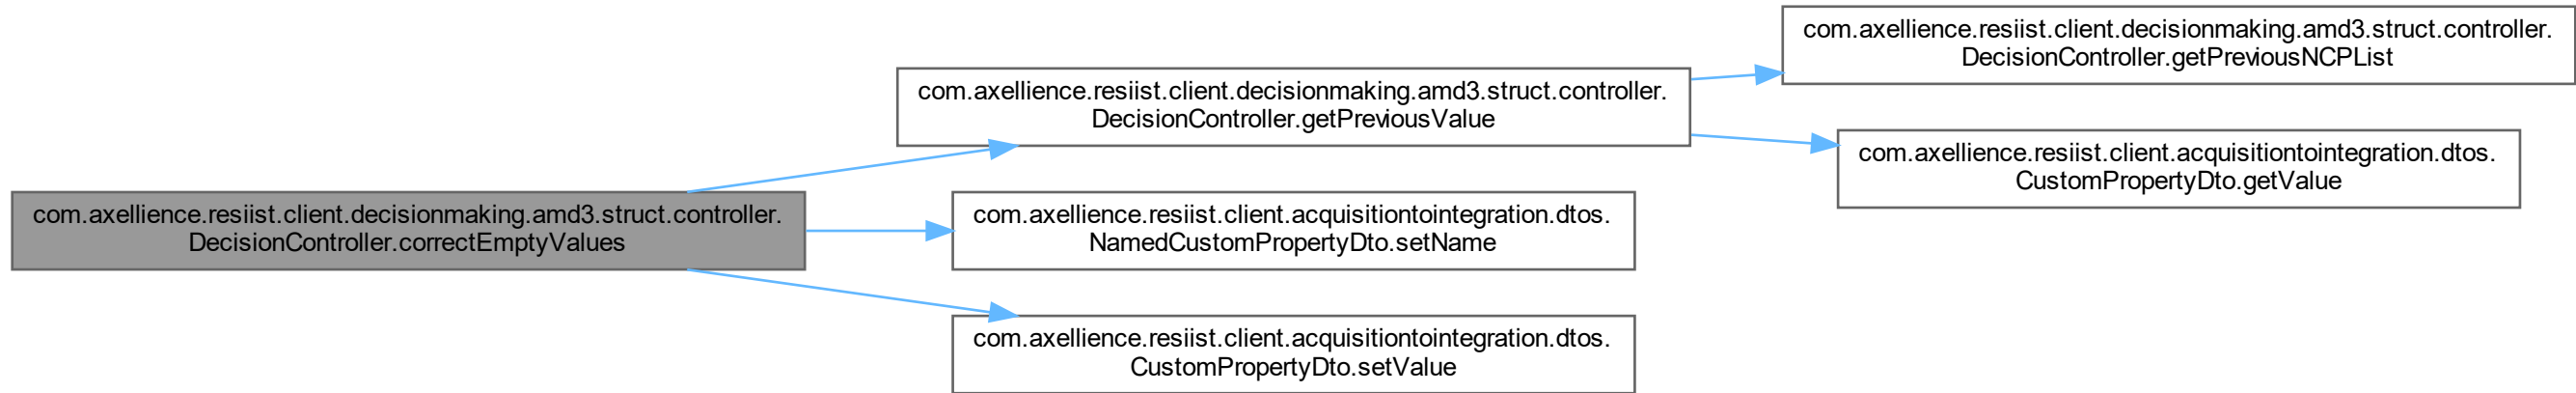 com.axellience.resiist.client.decisionmaking.amd3.struct.controller.
DecisionController.correctEmptyValues
com.axellience.resiist.client.decisionmaking.amd3.struct.controller.
DecisionController.getPreviousValue
com.axellience.resiist.client.decisionmaking.amd3.struct.controller.
DecisionController.getPreviousNCPList
com.axellience.resiist.client.acquisitiontointegration.dtos.
CustomPropertyDto.getValue
com.axellience.resiist.client.acquisitiontointegration.dtos.
NamedCustomPropertyDto.setName
com.axellience.resiist.client.acquisitiontointegration.dtos.
CustomPropertyDto.setValue